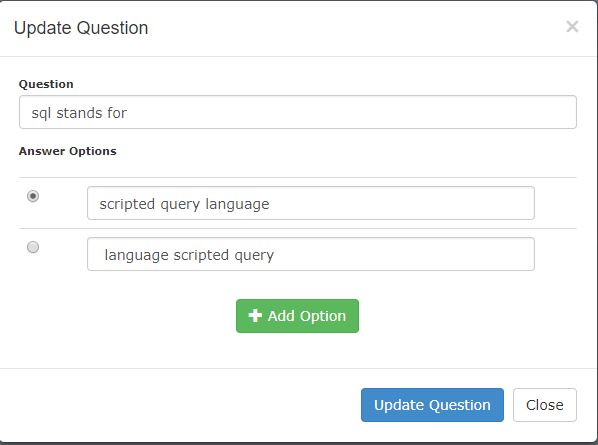 Update Question
×
Question
sql stands for
Answer Options
scripted query language
language scripted query
+ Add Option
Update Question
Close